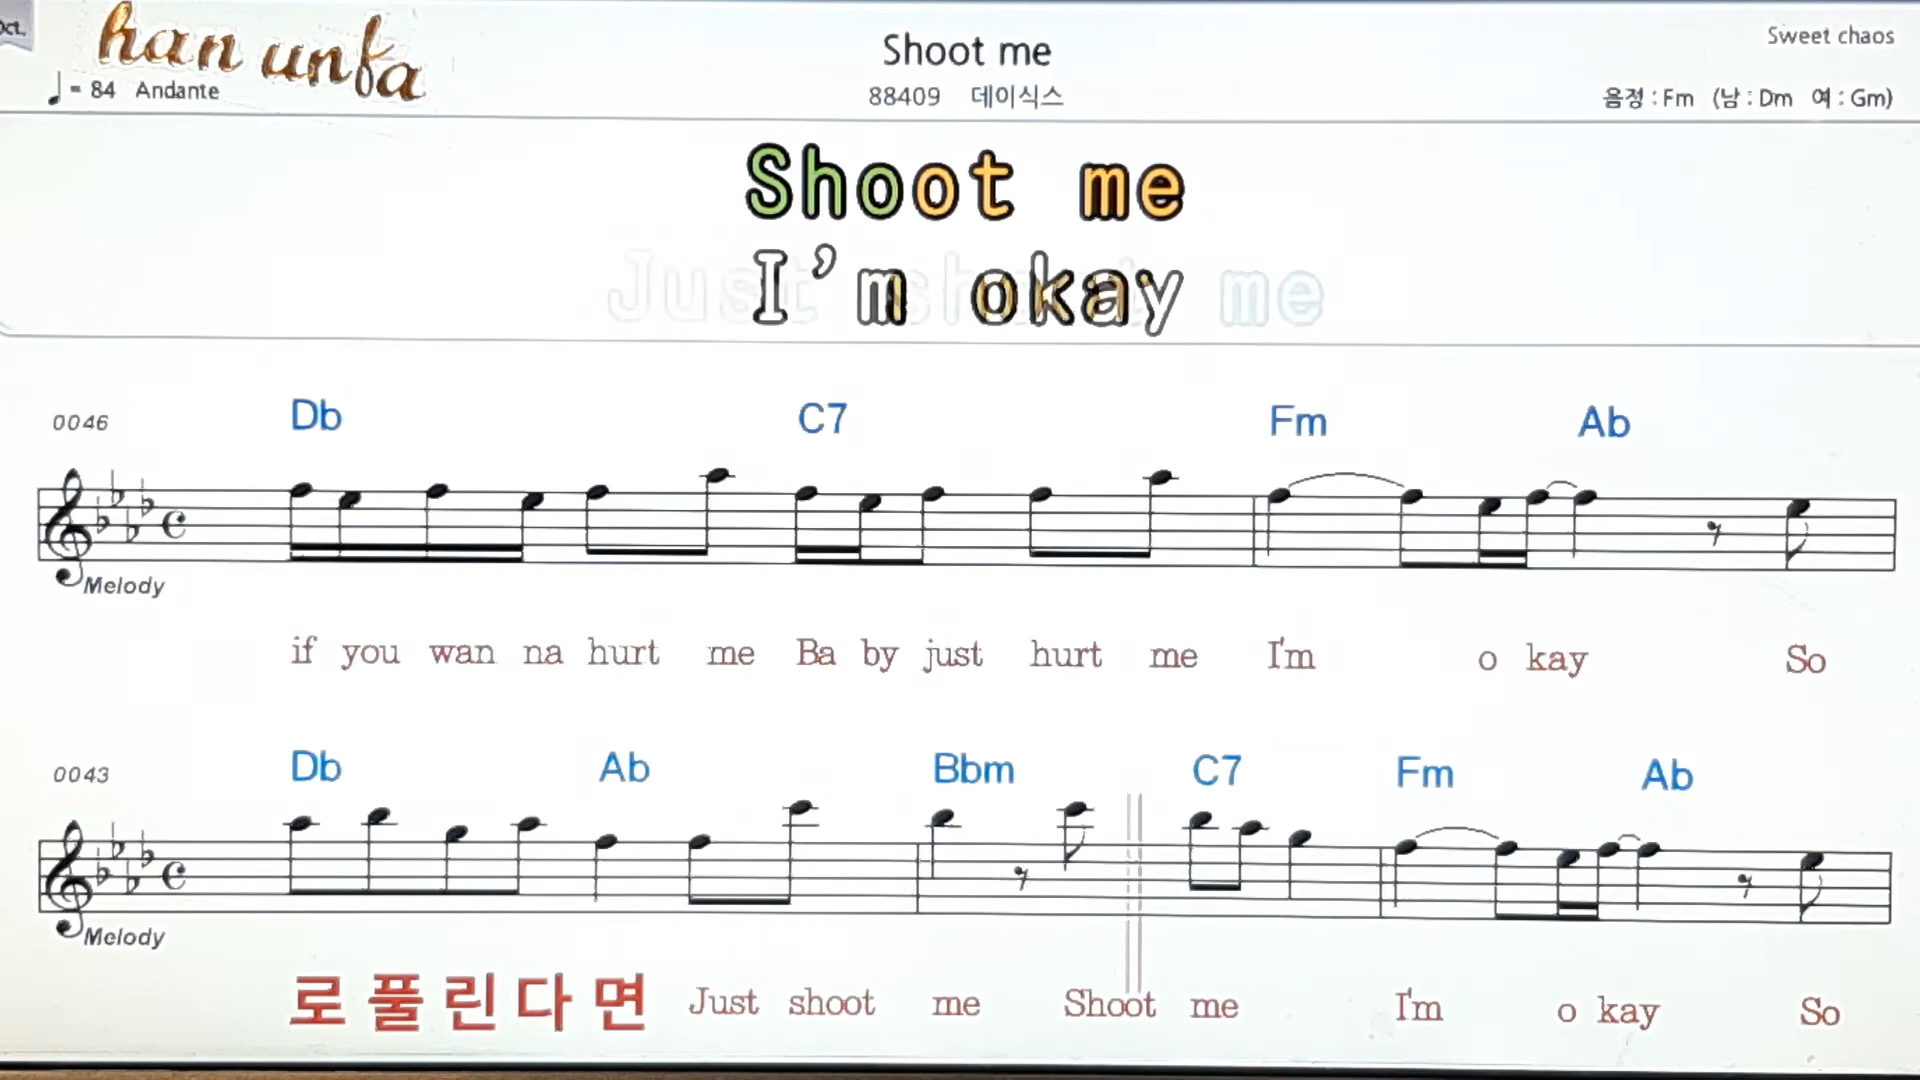 Oct.
han unfa
Shoot me
Sweet chaos
= 84 Andante
88409 데이식스
음정 : Fm (남 : Dm 여 : Gm)
Shoot me
I'm okay
Just me
0046
Db C7 Fm Ab
Melody
if you wan na hurt me Ba by just hurt me I'm o kay So
0043
Db Ab Bbm C7 Fm Ab
Melody
로 풀 린 다 면 Just shoot me Shoot me I'm o kay So